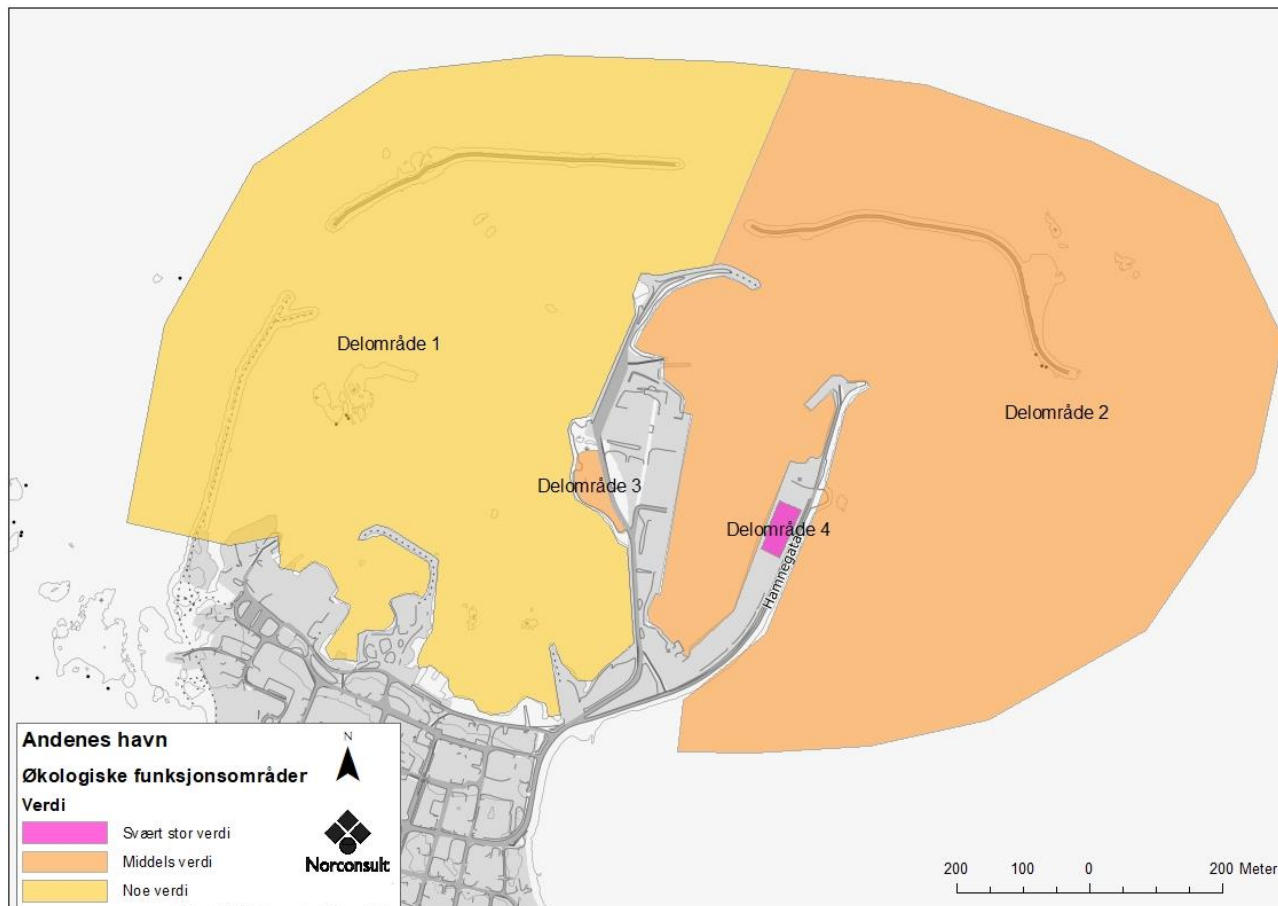 Delområde 1
Delområde 2
Delområde 3
Delområde 4
Hamnegata
Andenes havn
N
Økologiske funksjonsområder
Verdi
Svært stor verdi
Middels verdi
Noe verdi
Norconsult
200 100 0 200 Meter